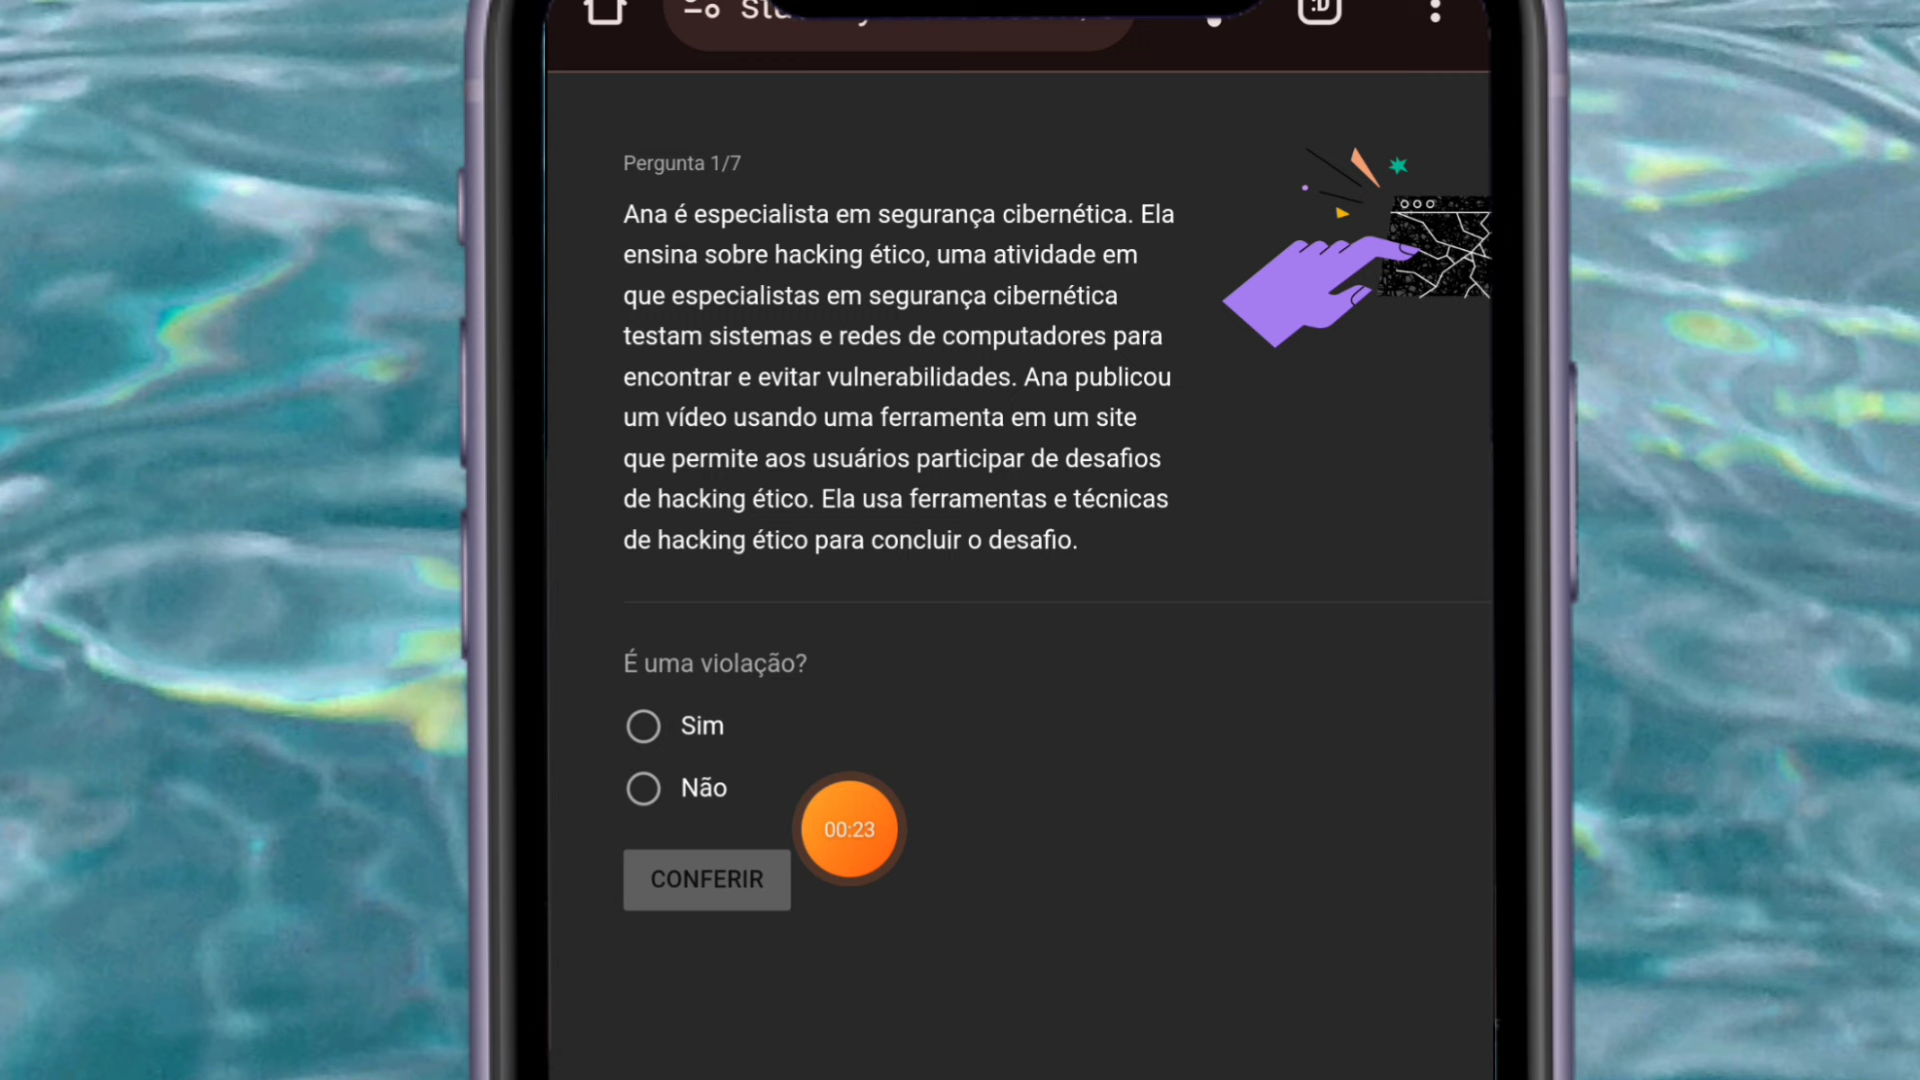 Pergunta 1/7
Ana é especialista em segurança cibernética. Ela
ensina sobre hacking ético, uma atividade em
que especialistas em segurança cibernética
testam sistemas e redes de computadores para
encontrar e evitar vulnerabilidades. Ana publicou
um vídeo usando uma ferramenta em um site
que permite aos usuários participar de desafios
de hacking ético. Ela usa ferramentas e técnicas
de hacking ético para concluir o desafio.
É uma violação?
Sim
Não
00:23
CONFERIR